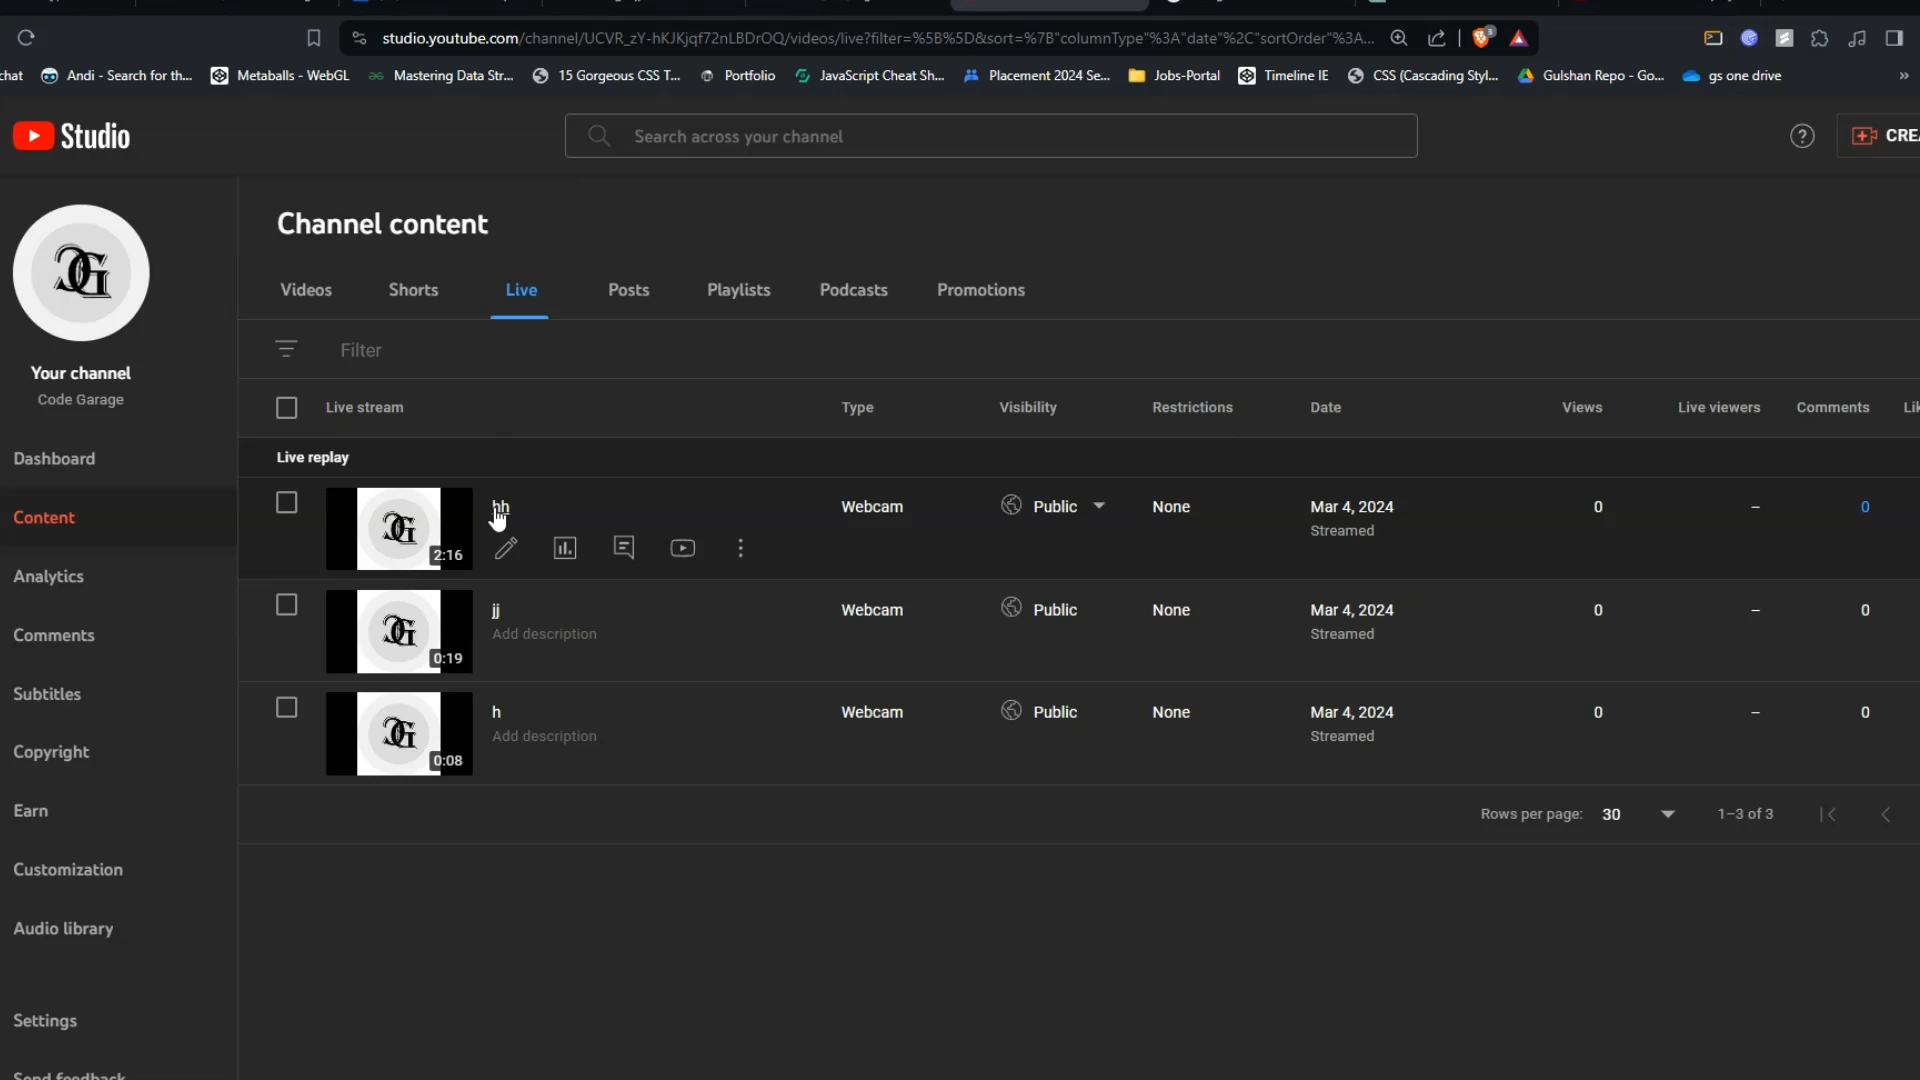 studio.youtube.com/channel/UCVR_zY-hKJKjqf72nLBDrOQ/videos/live?filter=%5B%5D&sort=%7B"columnType"%3A"date"%2C"sortOrder"%3A...
3
chat Andi - Search for th... Metaballs - WebGL Mastering Data Str... 15 Gorgeous CSS T... Portfolio JavaScript Cheat Sh... Placement 2024 Se... Jobs-Portal Timeline IE CSS (Cascading Styl... Gulshan Repo - Go... gs one drive »
Studio
Search across your channel
CREA
Channel content
Videos Shorts Live Posts Playlists Podcasts Promotions
Your channel
Code Garage
Filter
Live stream Type Visibility Restrictions Date Views Live viewers Comments Lik
Live replay
hh Webcam Public None Mar 4, 2024 0 – 0
Streamed
2:16
jj Webcam Public None Mar 4, 2024 0 – 0
Add description Streamed
0:19
h Webcam Public None Mar 4, 2024 0 – 0
Add description Streamed
0:08
Rows per page: 30 1–3 of 3
Dashboard
Content
Analytics
Comments
Subtitles
Copyright
Earn
Customization
Audio library
Settings
Send feedback